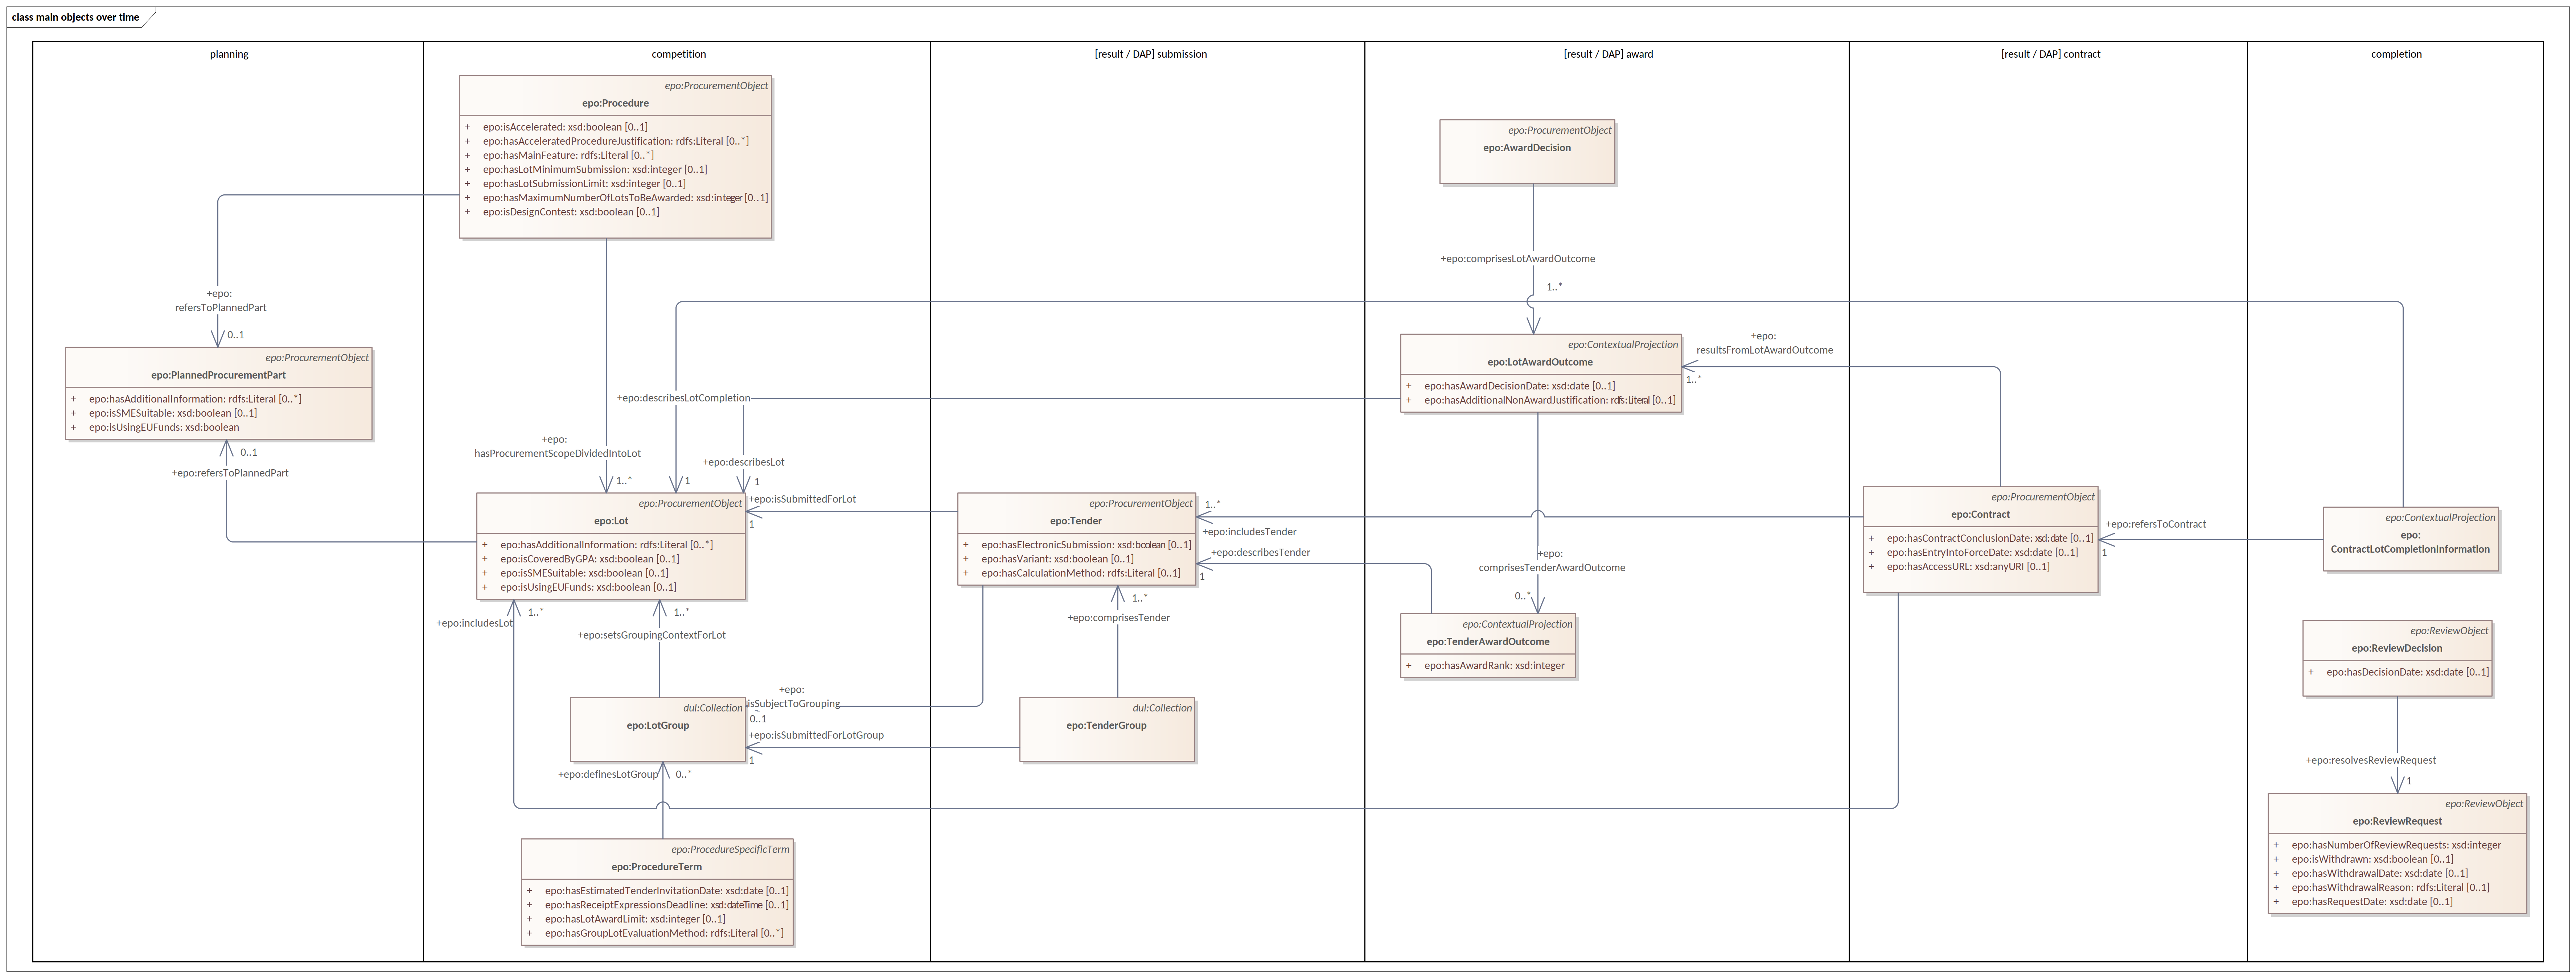 class main objects over time
planning
competition
[result / DAP] submission
[result / DAP] award
[result / DAP] contract
completion
epo:ProcurementObject
epo:Procedure
+ epo:isAccelerated: xsd:boolean [0..1]
+ epo:hasAcceleratedProcedureJustification: rdfs:Literal [0..*]
+ epo:hasMainFeature: rdfs:Literal [0..*]
+ epo:hasLotMinimumSubmission: xsd:integer [0..1]
+ epo:hasLotSubmissionLimit: xsd:integer [0..1]
+ epo:hasMaximumNumberOfLotsToBeAwarded: xsd:integer [0..1]
+ epo:isDesignContest: xsd:boolean [0..1]
epo:ProcurementObject
epo:AwardDecision
+epo:comprisesLotAwardOutcome
1..*
+epo:
refersToPlannedPart
0..1
epo:ProcurementObject
epo:PlannedProcurementPart
+ epo:hasAdditionalInformation: rdfs:Literal [0..*]
+ epo:isSMESuitable: xsd:boolean [0..1]
+ epo:isUsingEUFunds: xsd:boolean
0..1
+epo:refersToPlannedPart
epo:ContextualProjection
epo:LotAwardOutcome
+ epo:hasAwardDecisionDate: xsd:date [0..1]
+ epo:hasAdditionalNonAwardJustification: rdfs:Literal [0..1]
+epo:
resultsFromLotAwardOutcome
1..*
+epo:describesLotCompletion
+epo:
hasProcurementScopeDividedIntoLot
1..*
1
+epo:describesLot
1
epo:ProcurementObject
epo:Lot
+ epo:hasAdditionalInformation: rdfs:Literal [0..*]
+ epo:isCoveredByGPA: xsd:boolean [0..1]
+ epo:isSMESuitable: xsd:boolean [0..1]
+ epo:isUsingEUFunds: xsd:boolean [0..1]
+epo:isSubmittedForLot
1
epo:ProcurementObject
epo:Tender
+ epo:hasElectronicSubmission: xsd:boolean [0..1]
+ epo:hasVariant: xsd:boolean [0..1]
+ epo:hasCalculationMethod: rdfs:Literal [0..1]
1..*
+epo:includesTender
+epo:describesTender
1
+epo:
comprisesTenderAwardOutcome
0..*
epo:ContextualProjection
epo:TenderAwardOutcome
+ epo:hasAwardRank: xsd:integer
epo:ProcurementObject
epo:Contract
+ epo:hasContractConclusionDate: xsd:date [0..1]
+ epo:hasEntryIntoForceDate: xsd:date [0..1]
+ epo:hasAccessURL: xsd:anyURI [0..1]
+epo:refersToContract
1
epo:ContextualProjection
epo:
ContractLotCompletionInformation
1..*
+epo:includesLot
1..*
+epo:setsGroupingContextForLot
1..*
+epo:comprisesTender
+epo:
isSubjectToGrouping
0..1
dul:Collection
epo:LotGroup
+epo:isSubmittedForLotGroup
1
dul:Collection
epo:TenderGroup
+epo:definesLotGroup
0..*
epo:ProcedureSpecificTerm
epo:ProcedureTerm
+ epo:hasEstimatedTenderInvitationDate: xsd:date [0..1]
+ epo:hasReceiptExpressionsDeadline: xsd:dateTime [0..1]
+ epo:hasLotAwardLimit: xsd:integer [0..1]
+ epo:hasGroupLotEvaluationMethod: rdfs:Literal [0..*]
epo:ReviewObject
epo:ReviewDecision
+ epo:hasDecisionDate: xsd:date [0..1]
+epo:resolvesReviewRequest
1
epo:ReviewObject
epo:ReviewRequest
+ epo:hasNumberOfReviewRequests: xsd:integer
+ epo:isWithdrawn: xsd:boolean [0..1]
+ epo:hasWithdrawalDate: xsd:date [0..1]
+ epo:hasWithdrawalReason: rdfs:Literal [0..1]
+ epo:hasRequestDate: xsd:date [0..1]